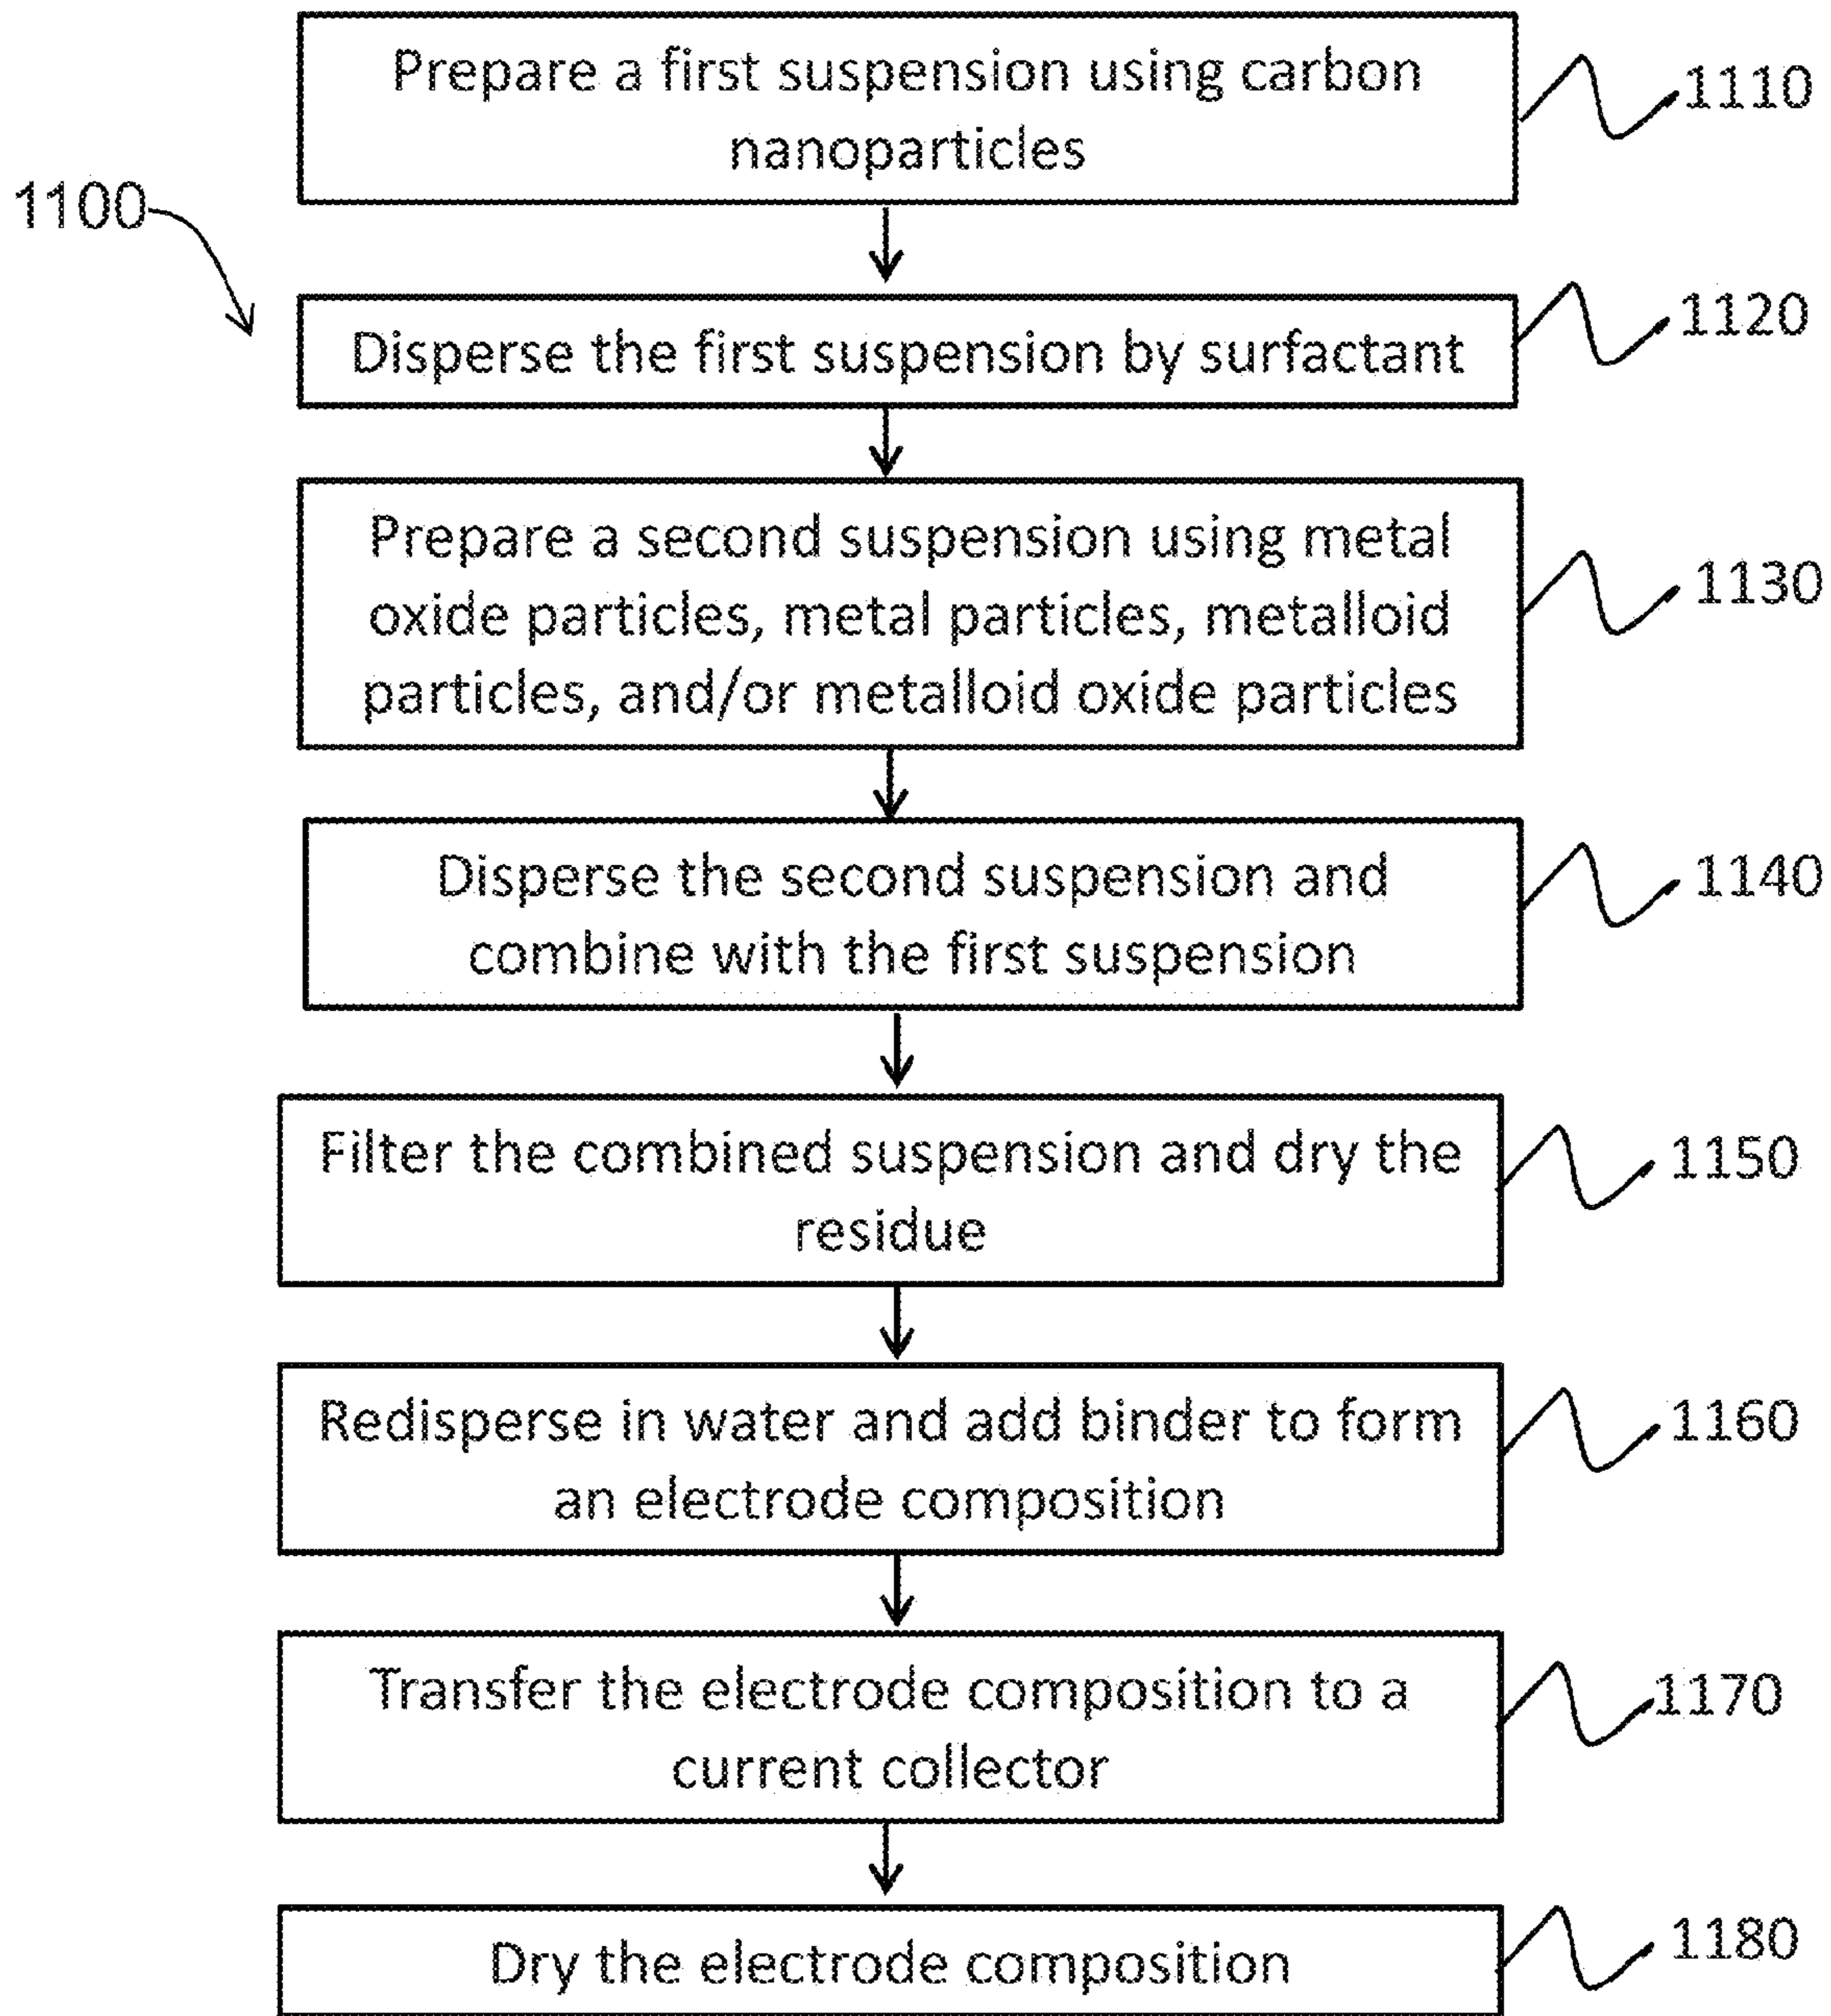 Prepare a first suspension using carbon
nanoparticles
1110
1100
Disperse the first suspension by surfactant
1120
Prepare a second suspension using metal
oxide particles, metal particles, metalloid
particles, and/or metalloid oxide particles
1130
Disperse the second suspension and
combine with the first suspension
1140
Filter the combined suspension and dry the
residue
1150
Redisperse in water and add binder to form
an electrode composition
1160
Transfer the electrode composition to a
current collector
1170
Dry the electrode composition
1180